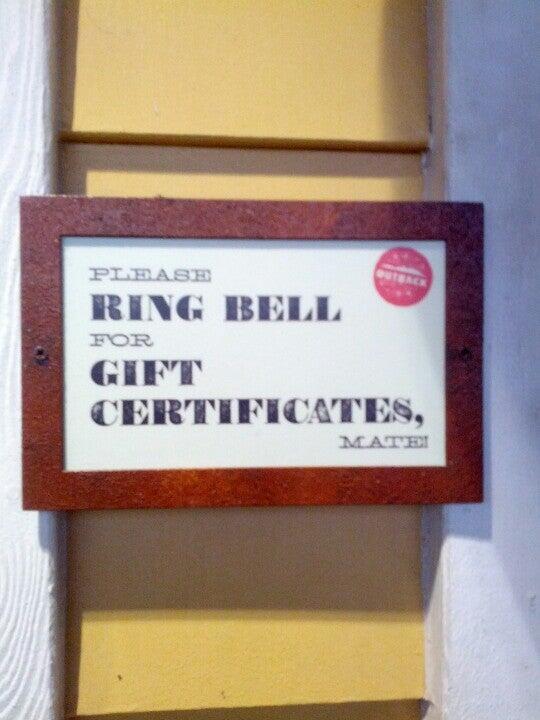 PLEASE
OUTBACK
RING BELL
FOR
GIFT
CERTIFICATES,
MATE!